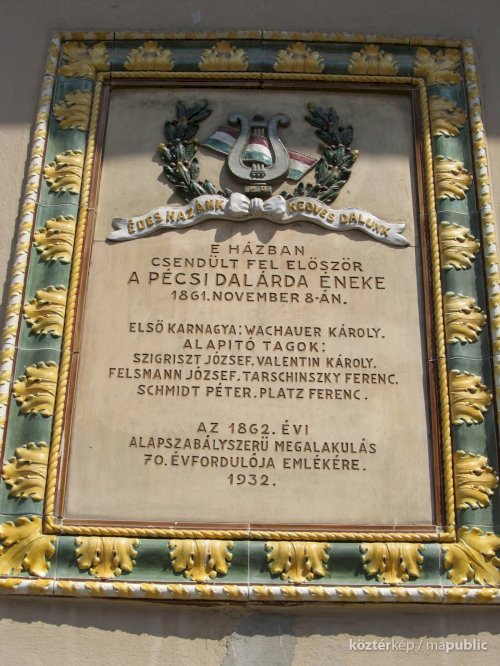 ÉDES HAZÁNK KEDVES DALUNK
E HÁZBAN
CSENDÜLT FEL ELŐSZÖR
A PÉCSI DALÁRDA ÉNEKE
1861. NOVEMBER 8-ÁN.
ELSŐ KARNAGYA: WACHAUER KÁROLY.
ALAPITÓ TAGOK:
SZIGRISZT JÓZSEF. VALENTIN KÁROLY.
FELSMANN JÓZSEF. TARSCHINSZKY FERENC.
SCHMIDT PÉTER. PLATZ FERENC.
AZ 1862. ÉVI
ALAPSZABÁLYSZERŰ MEGALAKULÁS
70. ÉVFORDULÓJA EMLÉKÉRE.
1932.
köztérkép / mapublic